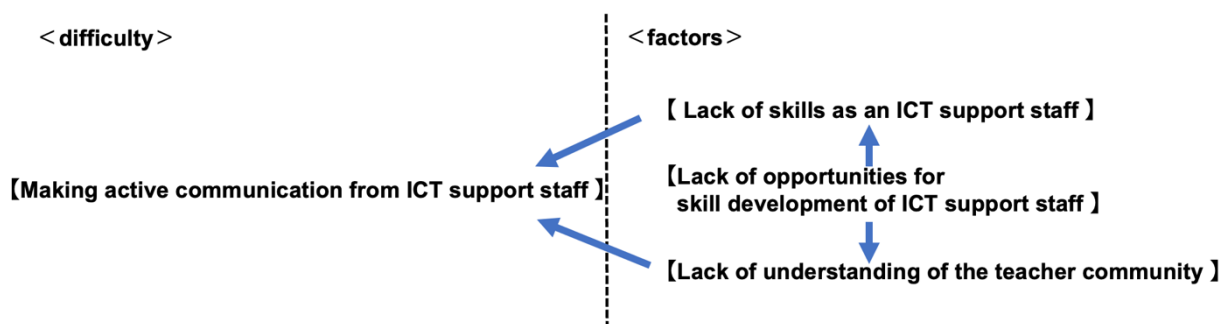 ＜difficulty＞
＜factors＞
【 Lack of skills as an ICT support staff 】
【Making active communication from ICT support staff 】
【Lack of opportunities for
skill development of ICT support staff 】
【Lack of understanding of the teacher community 】